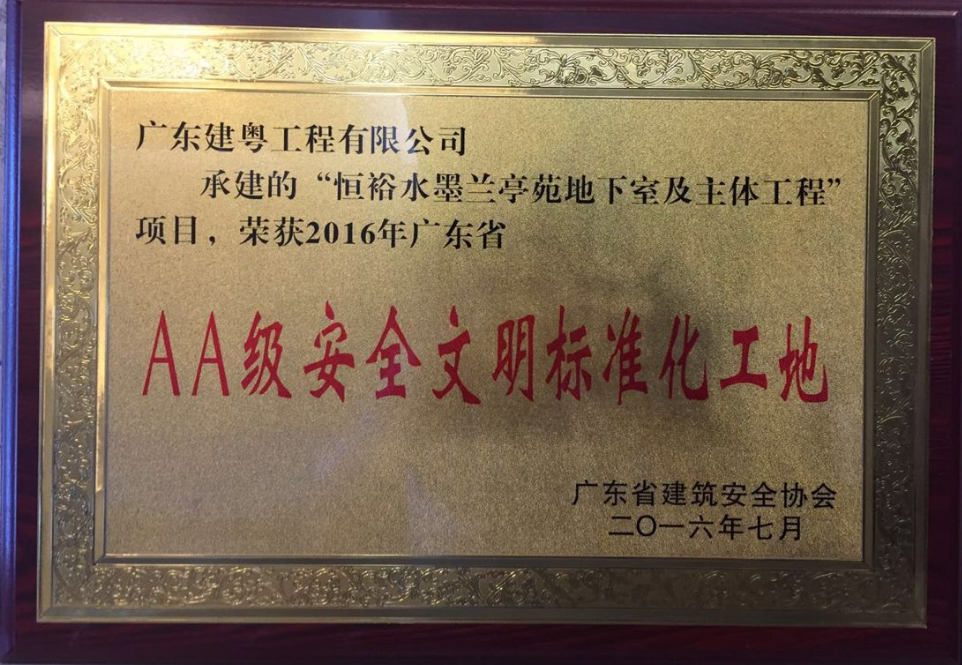 广东建粤工程有限公司
承建的“恒裕水墨兰亭苑地下室及主体工程”
项目，荣获2016年广东省
AA级安全文明标准化工地
广东省建筑安全协会
二〇一六年七月